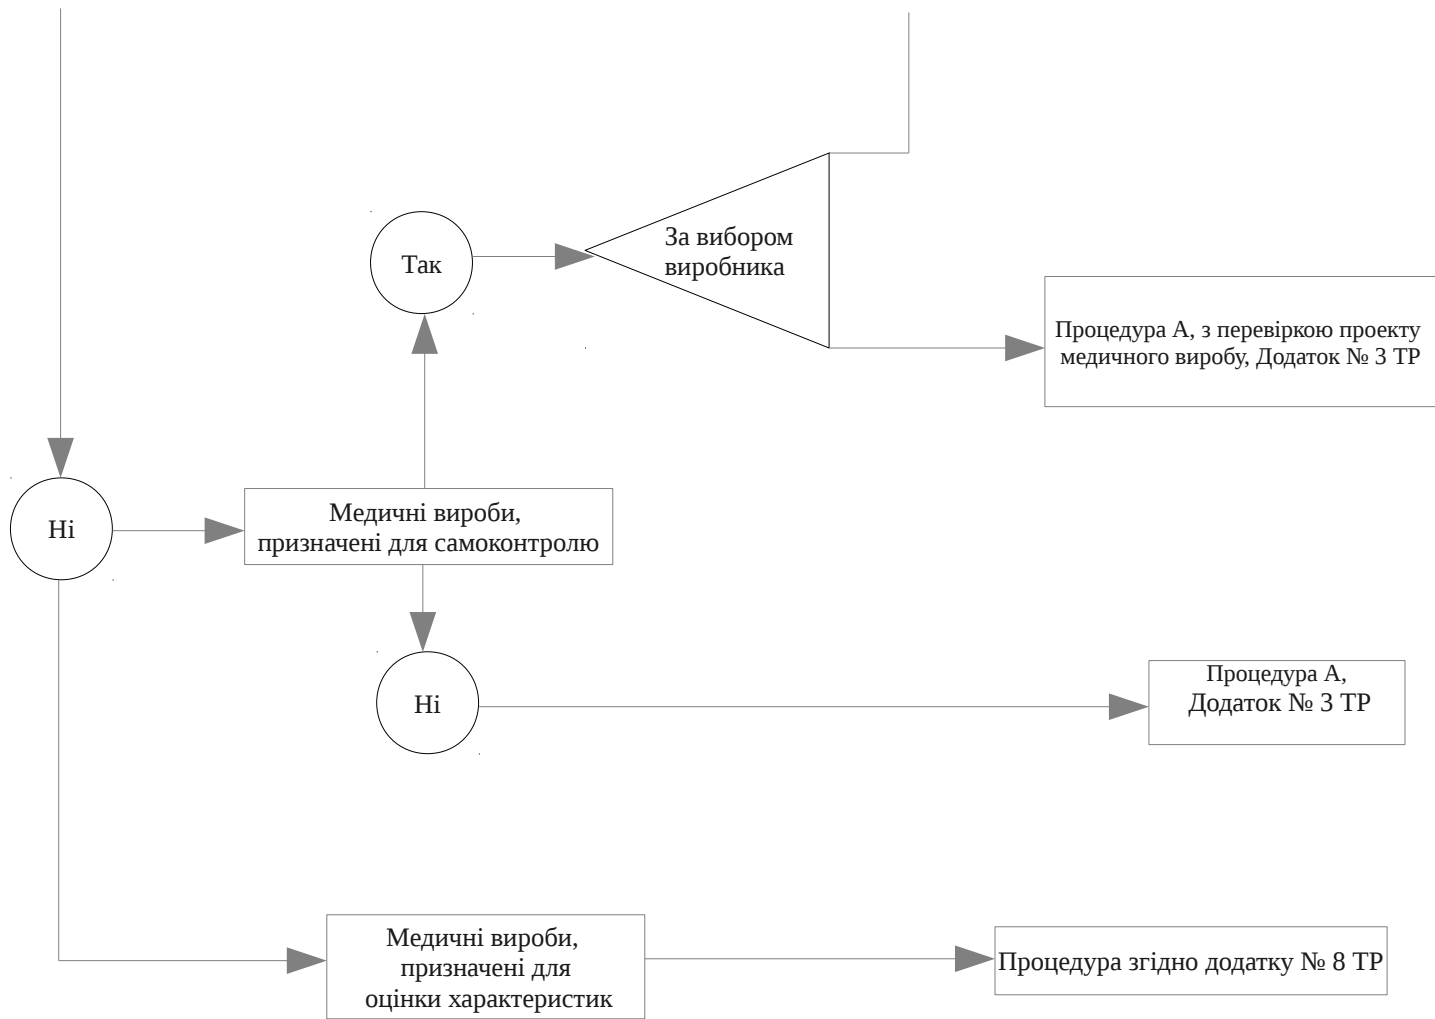 Так
За вибором
виробника
Процедура А, з перевіркою проекту
медичного виробу, Додаток № 3 ТР
Ні
Медичні вироби,
призначені для самоконтролю
Ні
Процедура А,
Додаток № 3 ТР
Медичні вироби,
призначені для
оцінки характеристик
Процедура згідно додатку № 8 ТР